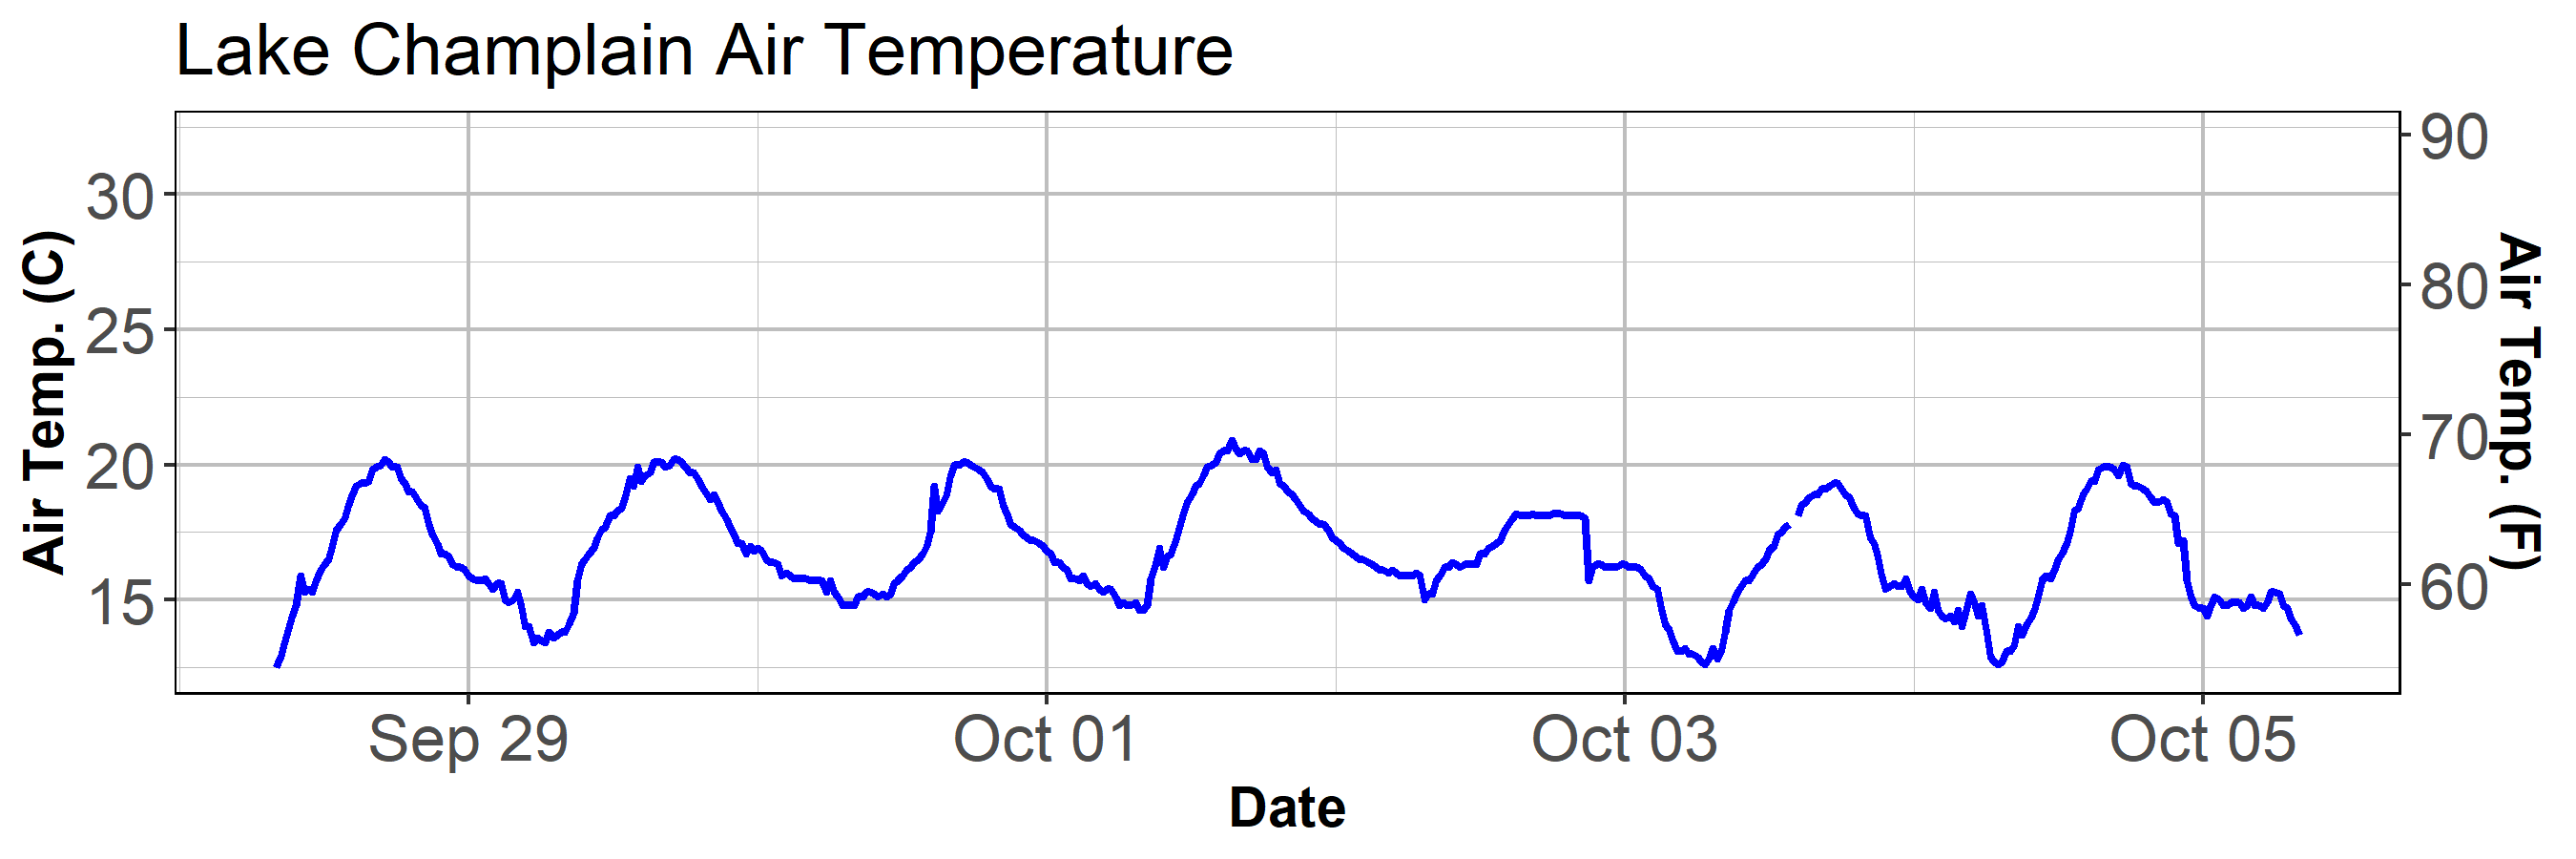 Lake Champlain Air Temperature
Air Temp. (C)
30
25
20
15
90
80
70
60
Air Temp. (F)
Sep 29
Oct 01
Oct 03
Oct 05
Date